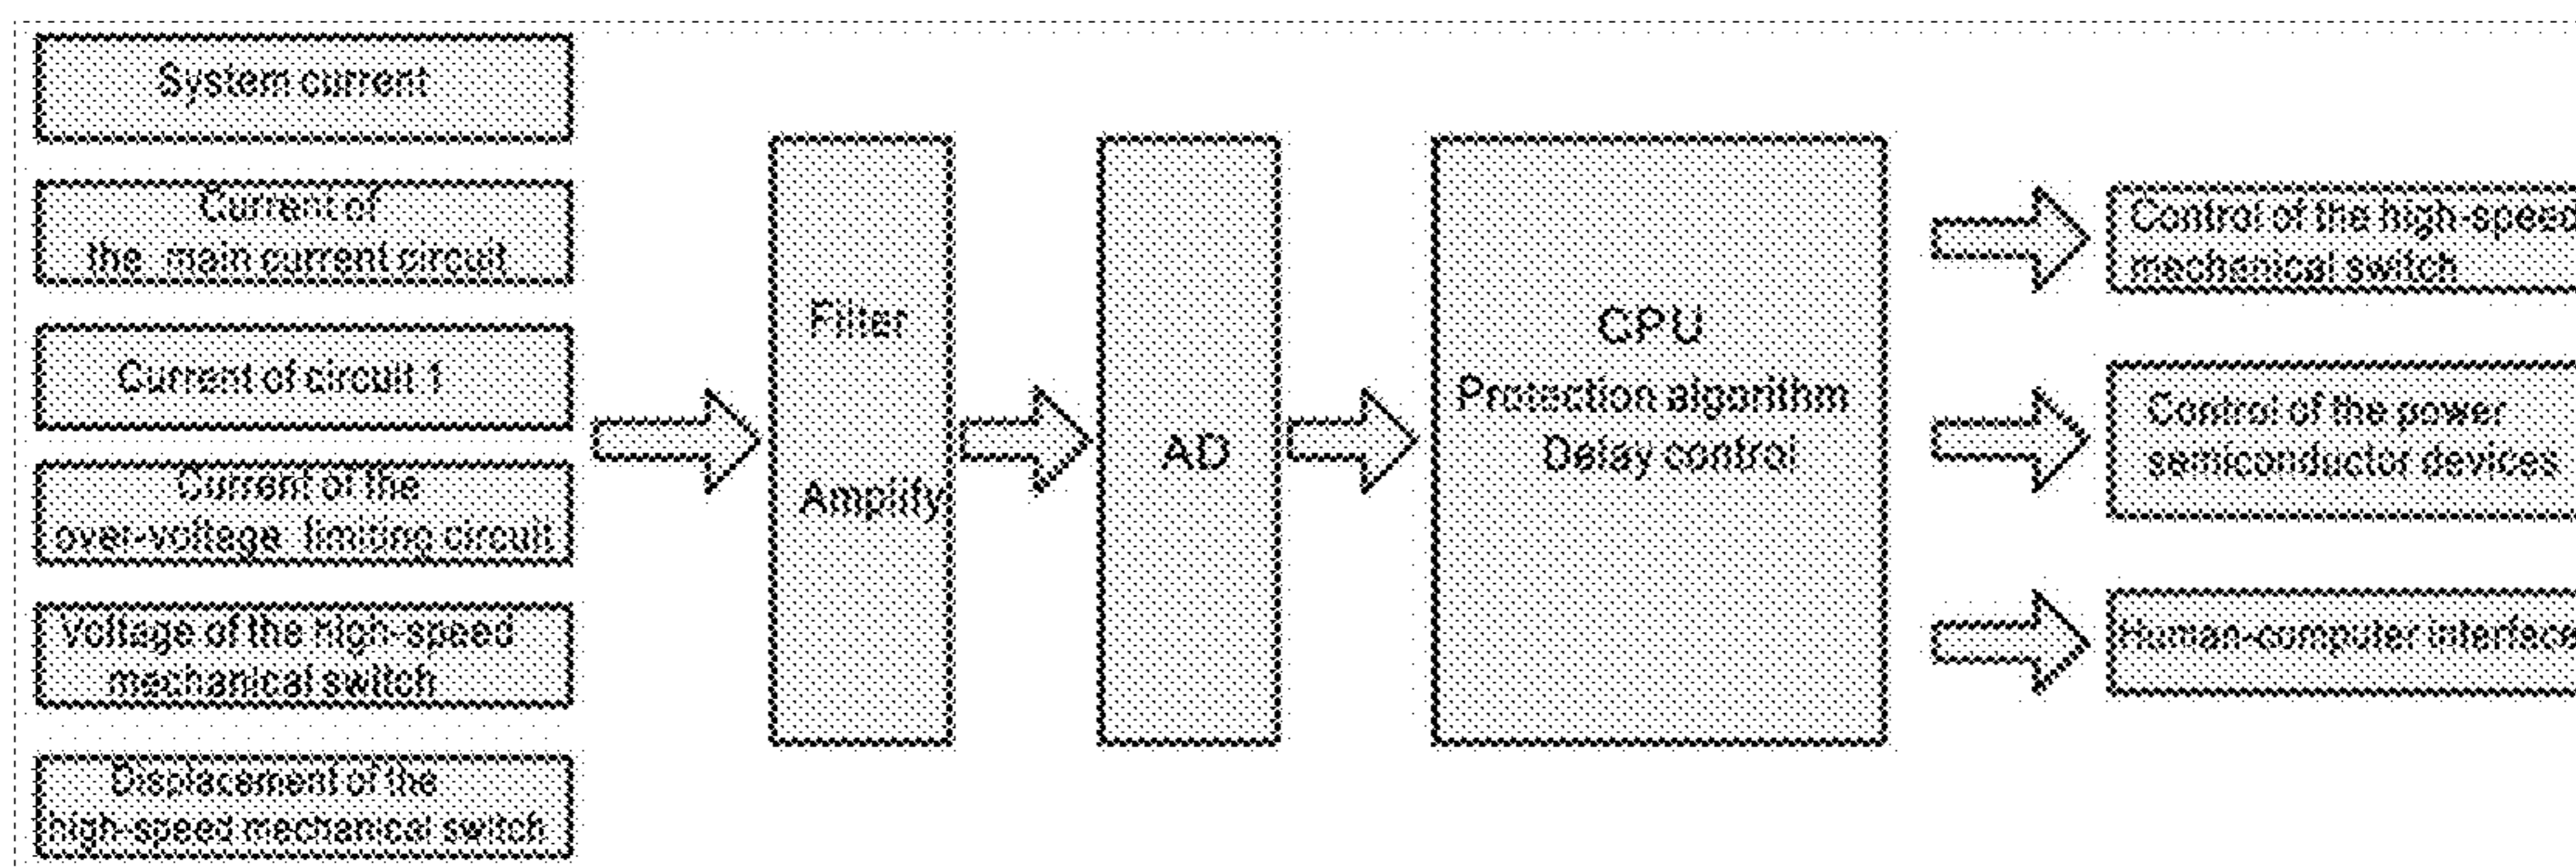 System current
Current of
the main current circuit
Current of circuit 1
Current of the
over-voltage limiting circuit
Voltage of the high-speed
mechanical switch
Displacement of the
high-speed mechanical switch
Filter
Amplify
AD
CPU
Protection algorithm
Delay control
Control of the high-speed
mechanical switch
Control of the power
semiconductor devices
Human-computer interface